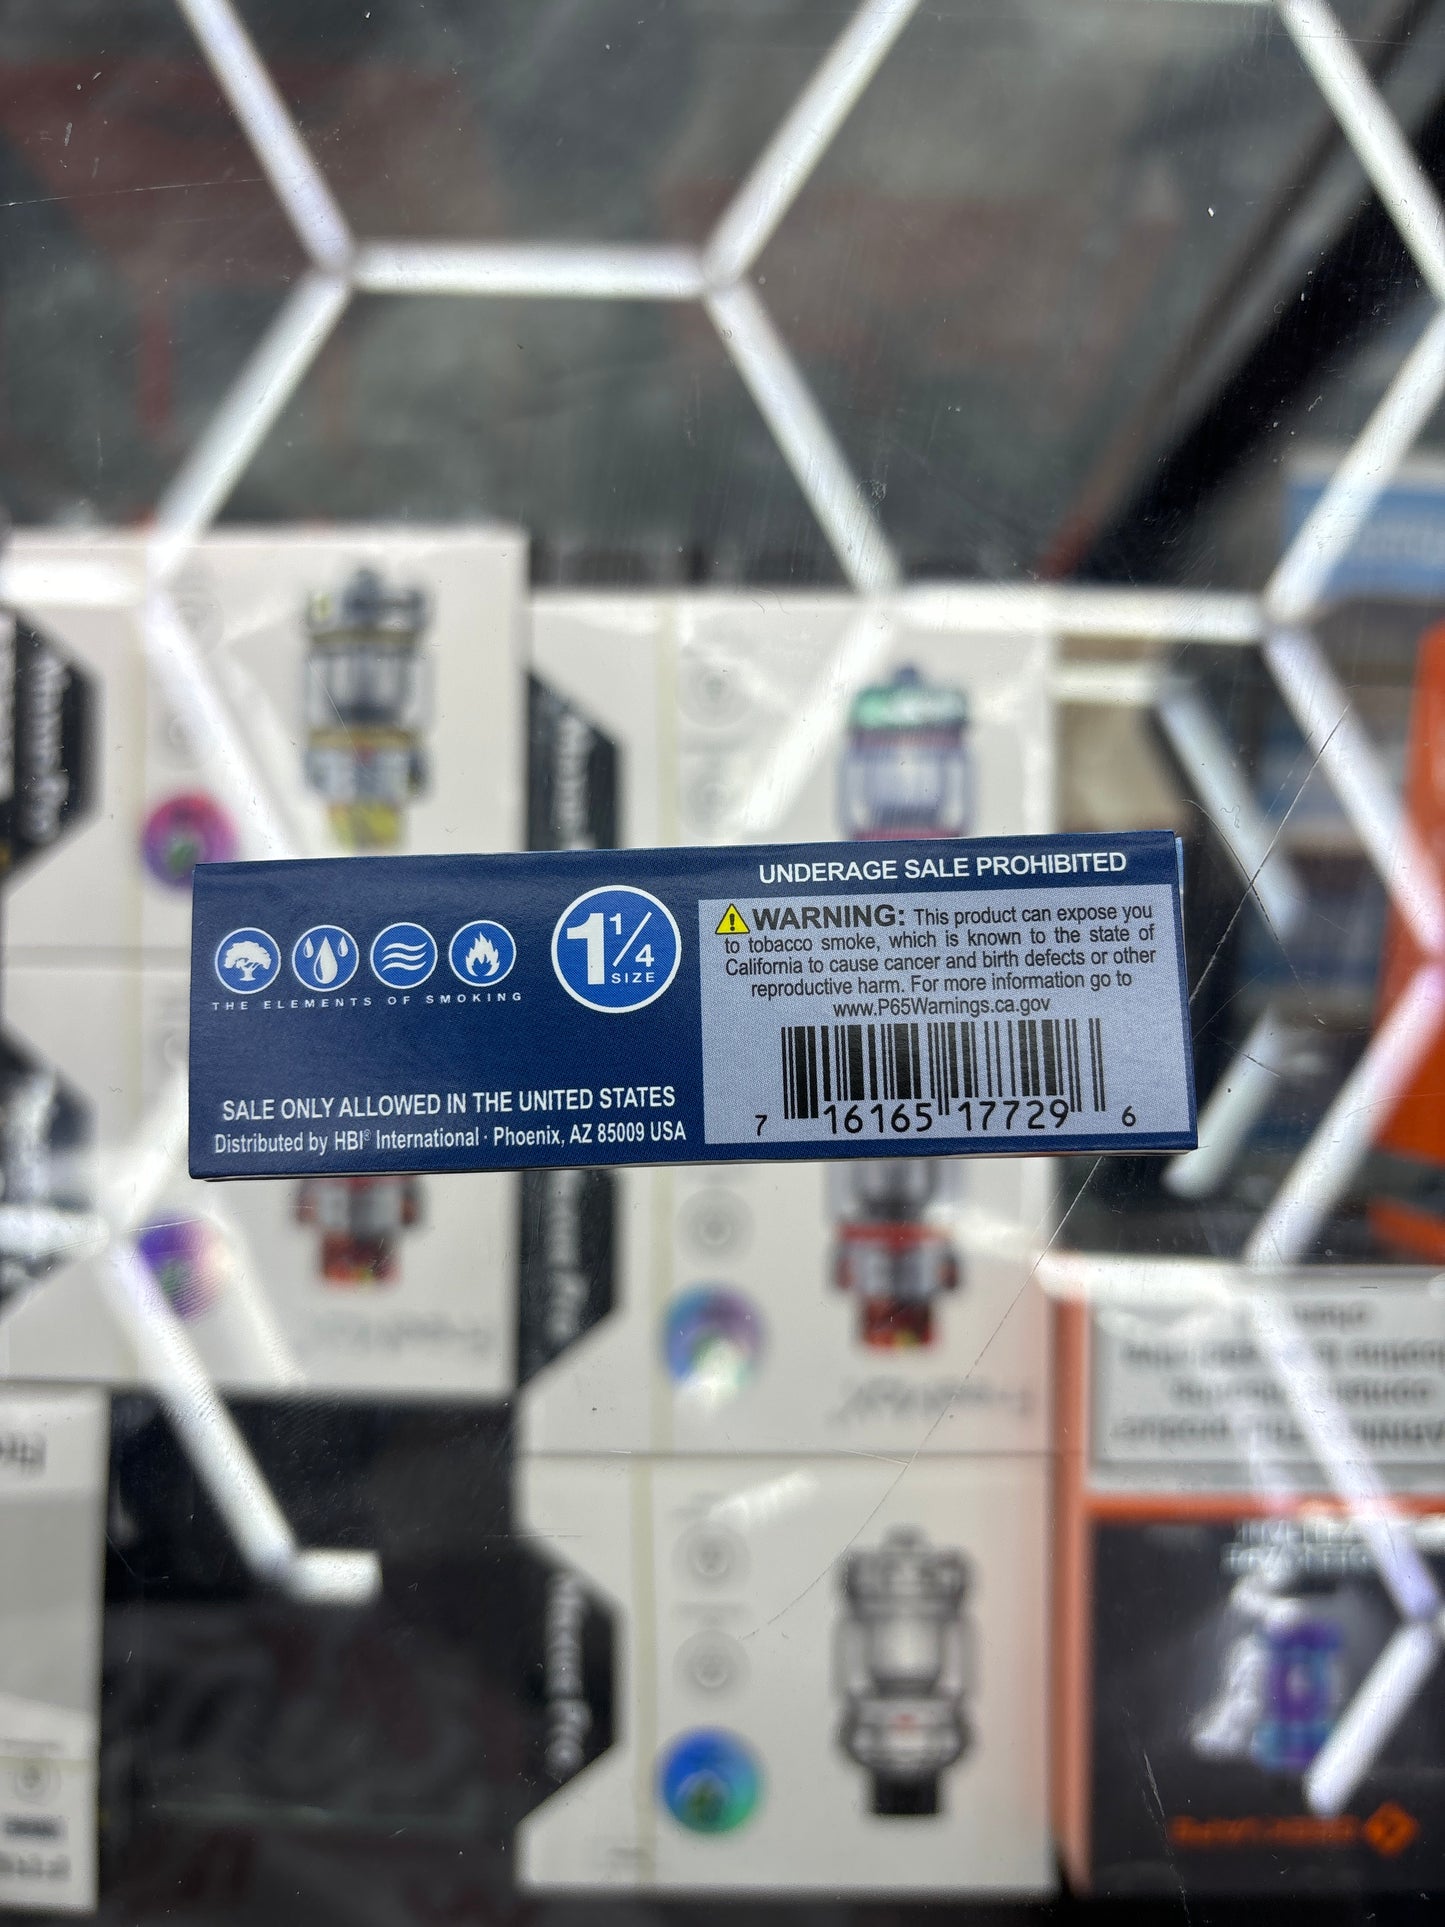 THE ELEMENTS OF SMOKING
1 1/4
SIZE
SALE ONLY ALLOWED IN THE UNITED STATES
Distributed by HBI® International · Phoenix, AZ 85009 USA
UNDERAGE SALE PROHIBITED
WARNING: This product can expose you
to tobacco smoke, which is known to the state of
California to cause cancer and birth defects or other
reproductive harm. For more information go to
www.P65Warnings.ca.gov
7 16165 17729 6